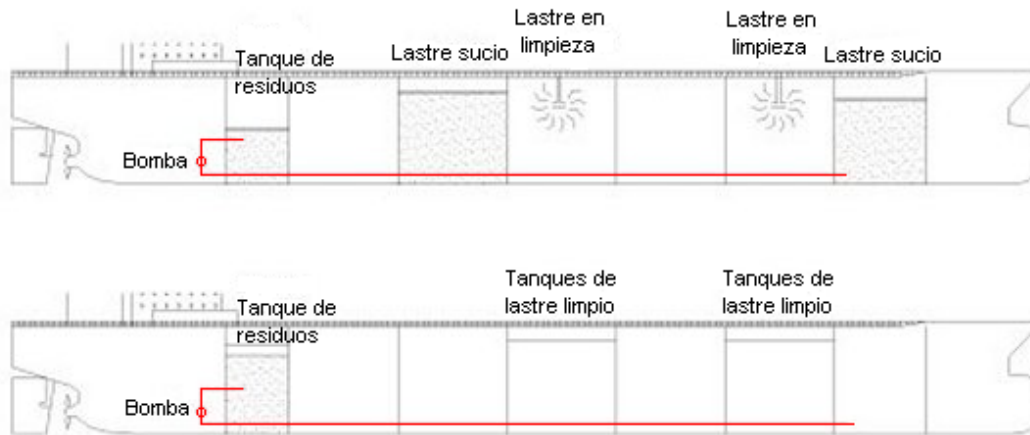 Tanque de
residuos
Lastre sucio
Lastre en
limpieza
Lastre en
limpieza
Lastre sucio
Bomba
Tanque de
residuos
Tanques de
lastre limpio
Tanques de
lastre limpio
Bomba